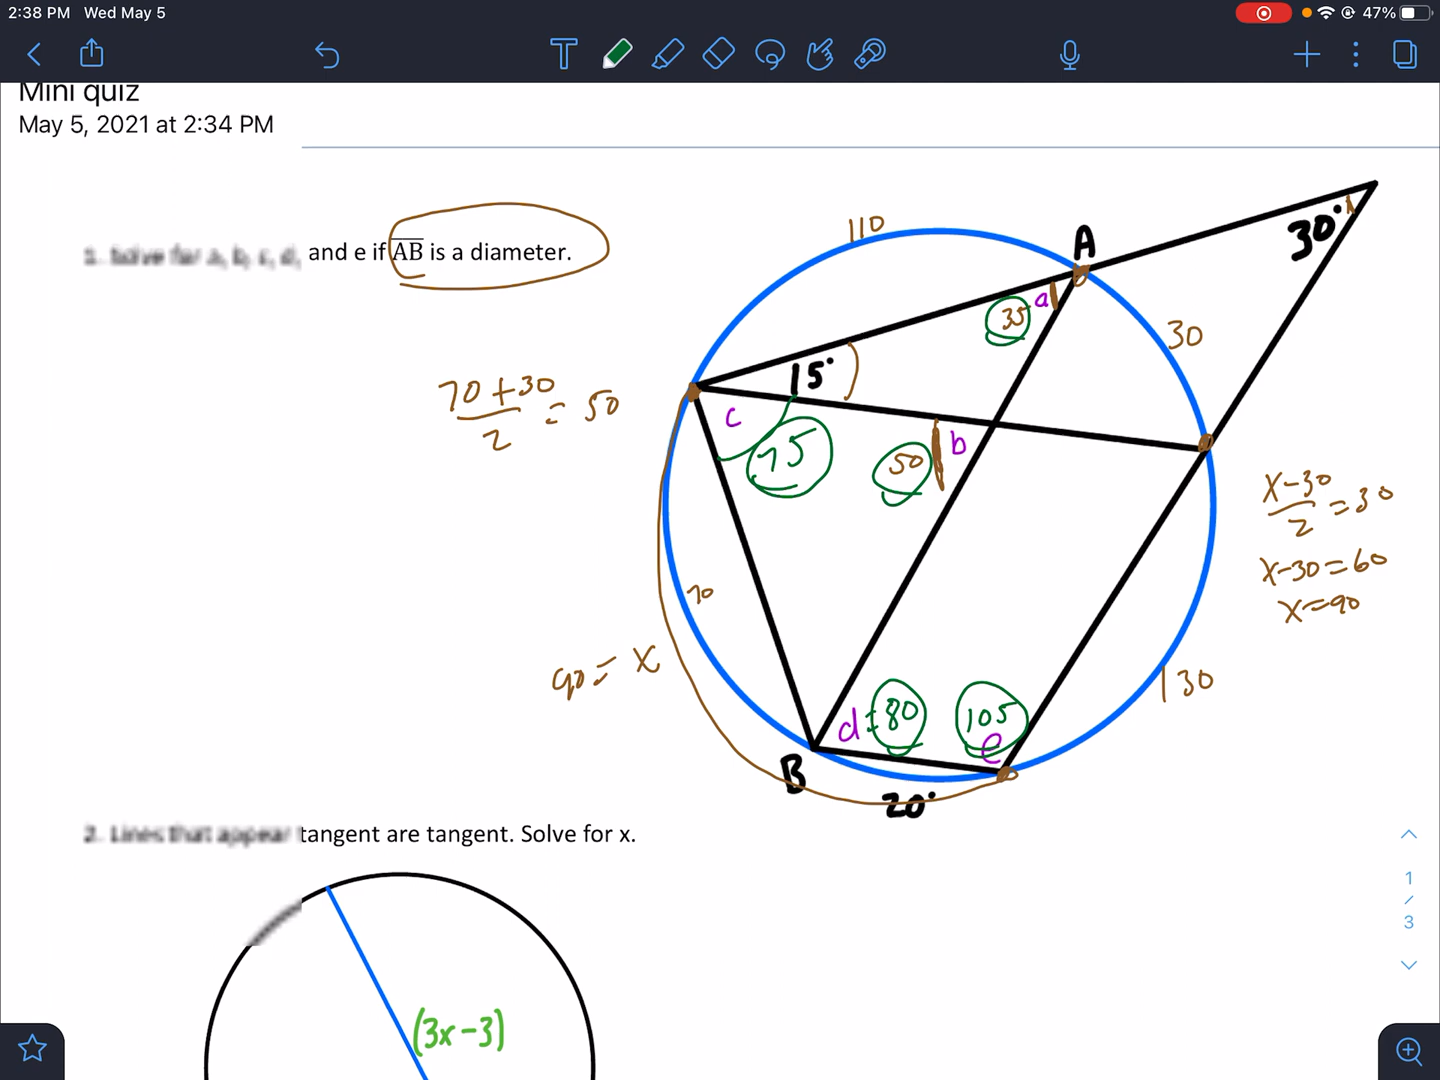 2:38 PM Wed May 5
47%
Mini quiz
May 5, 2021 at 2:34 PM
and e if AB is a diameter.
110
A
30°
a
35
30
15°
70 + 30
2
= 50
c
75
50
b
x-30
2
=30
x-30=60
x=90
70
90 = x
130
d = 80
105
e
B
20°
tangent are tangent. Solve for x.
(3x-3)
1
/
3